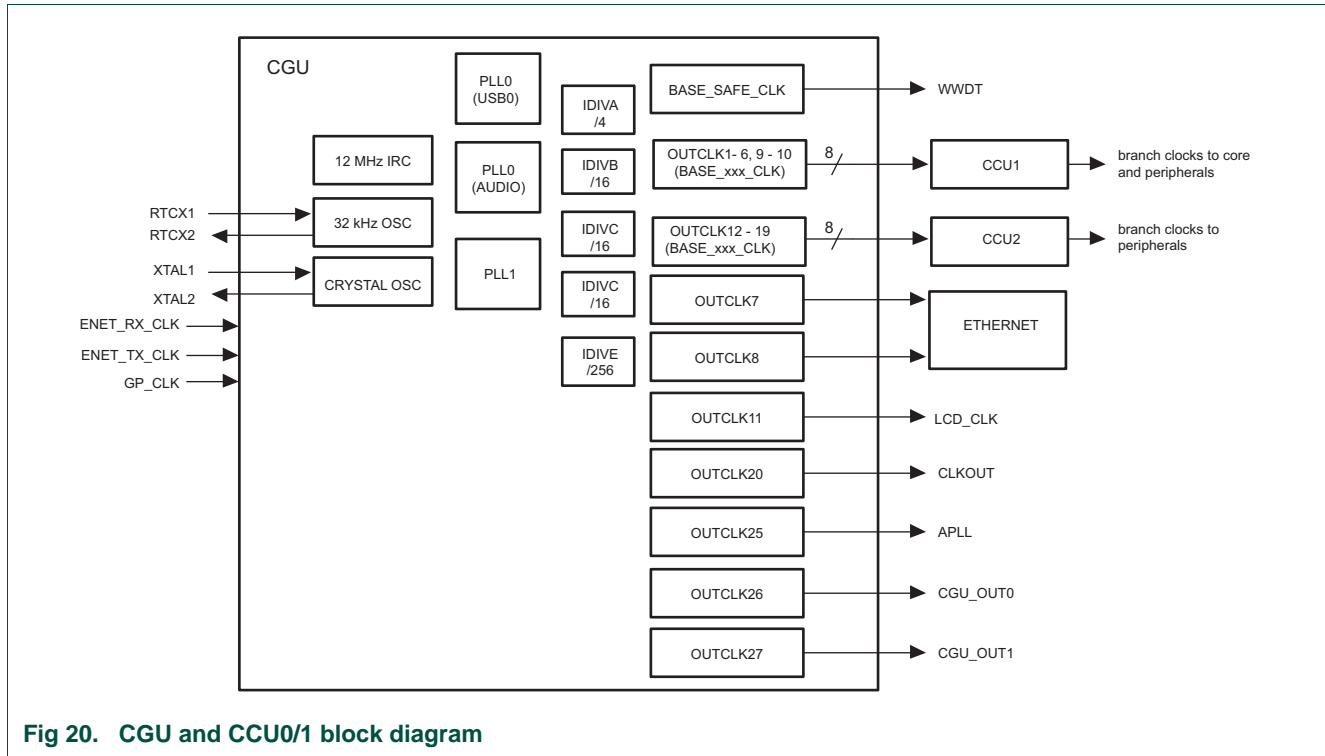 CGU
PLL0
(USB0)
IDIVA
/4
BASE_SAFE_CLK
WWDT
12 MHz IRC
PLL0
(AUDIO)
IDIVB
/16
OUTCLK1- 6, 9 - 10
(BASE_xxx_CLK)
8
CCU1
branch clocks to core
and peripherals
RTCX1
RTCX2
32 kHz OSC
IDIVC
/16
OUTCLK12 - 19
(BASE_xxx_CLK)
8
CCU2
branch clocks to
peripherals
XTAL1
XTAL2
CRYSTAL OSC
PLL1
IDIVC
/16
OUTCLK7
ETHERNET
ENET_RX_CLK
ENET_TX_CLK
GP_CLK
IDIVE
/256
OUTCLK8
OUTCLK11
LCD_CLK
OUTCLK20
CLKOUT
OUTCLK25
APLL
OUTCLK26
CGU_OUT0
OUTCLK27
CGU_OUT1
Fig 20. CGU and CCU0/1 block diagram